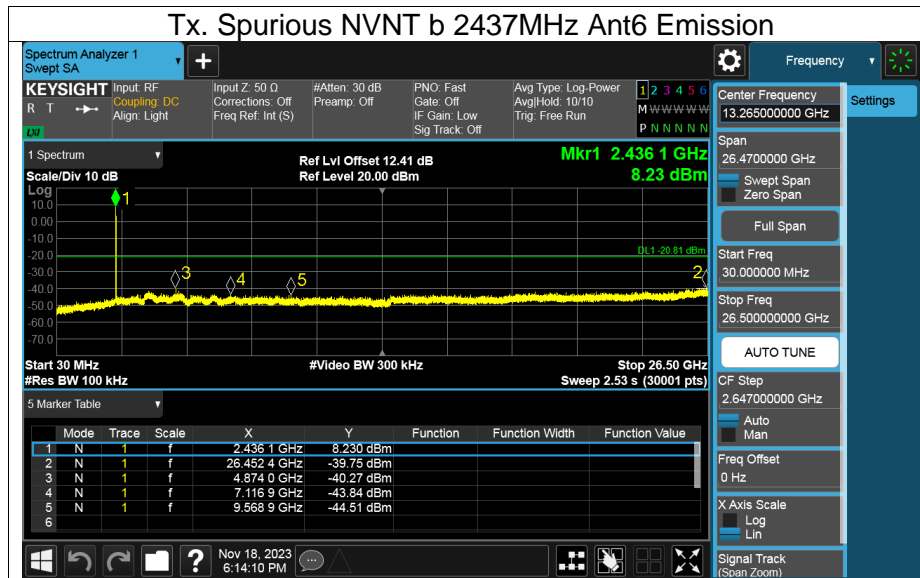 Tx. Spurious NVNT b 2437MHz Ant6 Emission
Spectrum Analyzer 1
Swept SA
+
Frequency
KEYSIGHT
R T
LXI
Input: RF
Coupling: DC
Align: Light
Input Z: 50 Ω
Corrections: Off
Freq Ref: Int (S)
#Atten: 30 dB
Preamp: Off
PNO: Fast
Gate: Off
IF Gain: Low
Sig Track: Off
Avg Type: Log-Power
Avg|Hold: 10/10
Trig: Free Run
1 2 3 4 5 6
M W W W W W
P N N N N N
1 Spectrum
Scale/Div 10 dB
Ref Lvl Offset 12.41 dB
Ref Level 20.00 dBm
Mkr1 2.436 1 GHz
8.23 dBm
Log
10.0
0.00
-10.0
-20.0
-30.0
-40.0
-50.0
-60.0
-70.0
1
3
4
5
2
DL1 -20.81 dBm
Start 30 MHz
#Res BW 100 kHz
#Video BW 300 kHz
Stop 26.50 GHz
Sweep 2.53 s (30001 pts)
5 Marker Table
Mode Trace Scale X Y Function Function Width Function Value
1 N 1 f 2.436 1 GHz 8.230 dBm
2 N 1 f 26.452 4 GHz -39.75 dBm
3 N 1 f 4.874 0 GHz -40.27 dBm
4 N 1 f 7.116 9 GHz -43.84 dBm
5 N 1 f 9.568 9 GHz -44.51 dBm
6
?
Nov 18, 2023
6:14:10 PM
Center Frequency
13.265000000 GHz
Settings
Span
26.4700000 GHz
Swept Span
Zero Span
Full Span
Start Freq
30.000000 MHz
Stop Freq
26.500000000 GHz
AUTO TUNE
CF Step
2.647000000 GHz
Auto
Man
Freq Offset
0 Hz
X Axis Scale
Log
Lin
Signal Track
(Span Zoom)